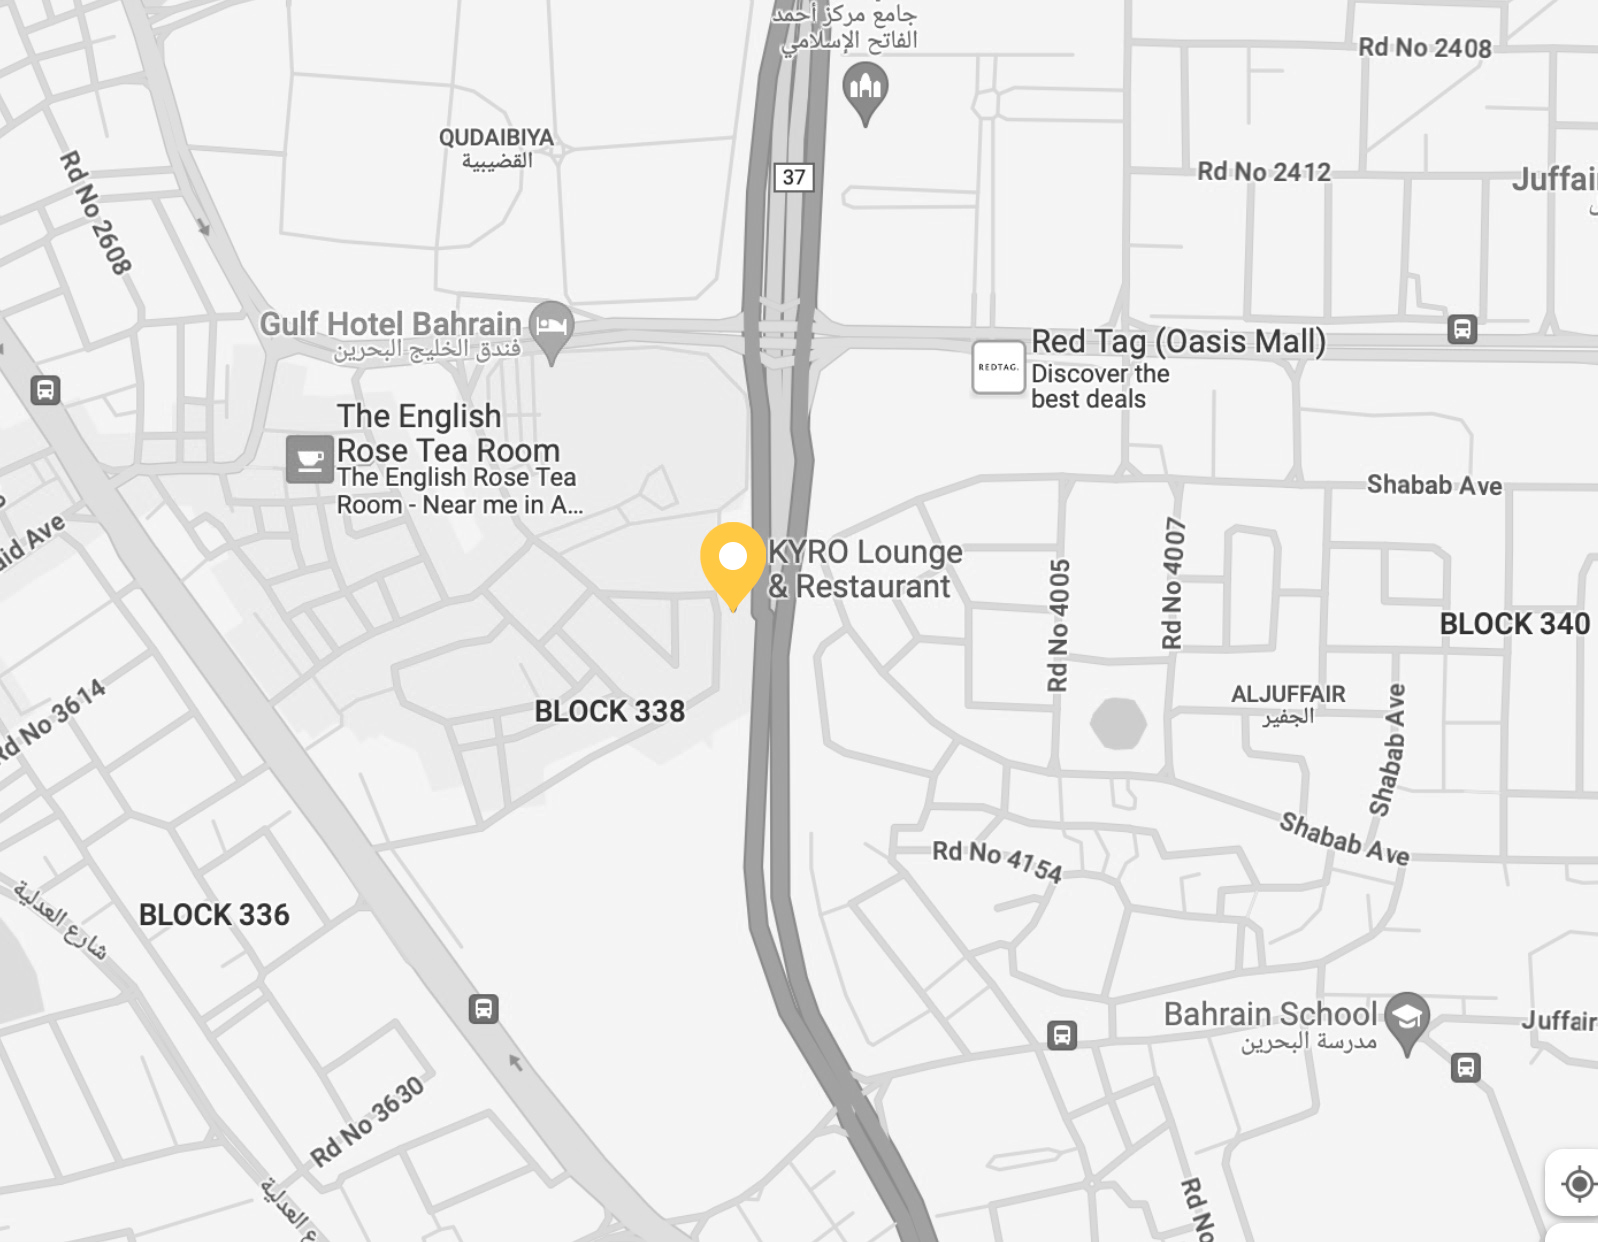 جامع مركز أحمد
الفاتح الإسلامي
Rd No 2408
QUDAIBIYA
القضيبية
37
Rd No 2412
Juffai
Rd No 2608
Gulf Hotel Bahrain
فندق الخليج البحرين
Red Tag (Oasis Mall)
REDTAG.
Discover the
best deals
The English
Rose Tea Room
The English Rose Tea
Room - Near me in A...
Shabab Ave
aid Ave
KYRO Lounge
& Restaurant
Rd No 4005
Rd No 4007
BLOCK 340
ALJUFFAIR
الجفير
BLOCK 338
Rd No 3614
Shabab Ave
Shabab Ave
Rd No 4154
شارع العدلية
BLOCK 336
Bahrain School
مدرسة البحرين
Juffair
Rd No 3630
ع العدلية
Rd No